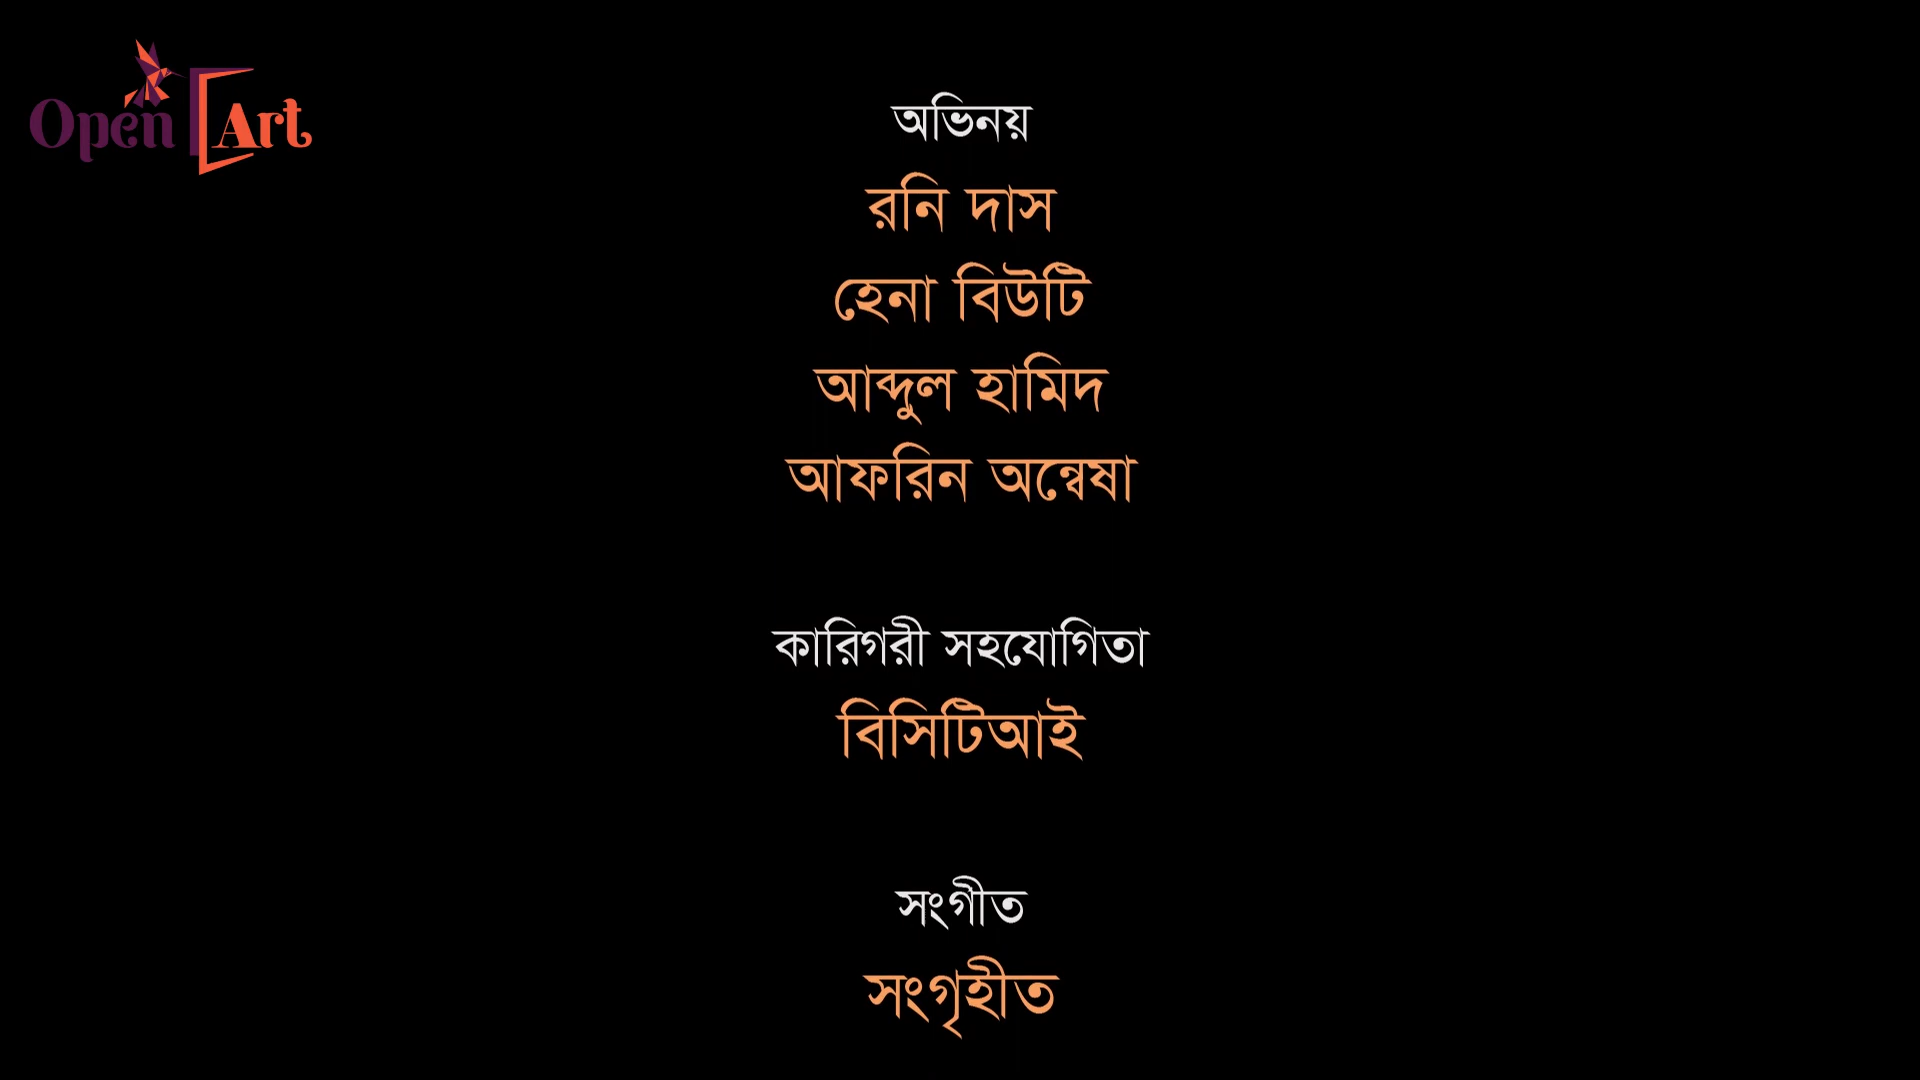 Open Art
অভিনয়
রনি দাস
হেনা বিউটি
আব্দুল হামিদ
আফরিন অন্বেষা
কারিগরী সহযোগিতা
বিসিটিআই
সংগীত
সংগৃহীত